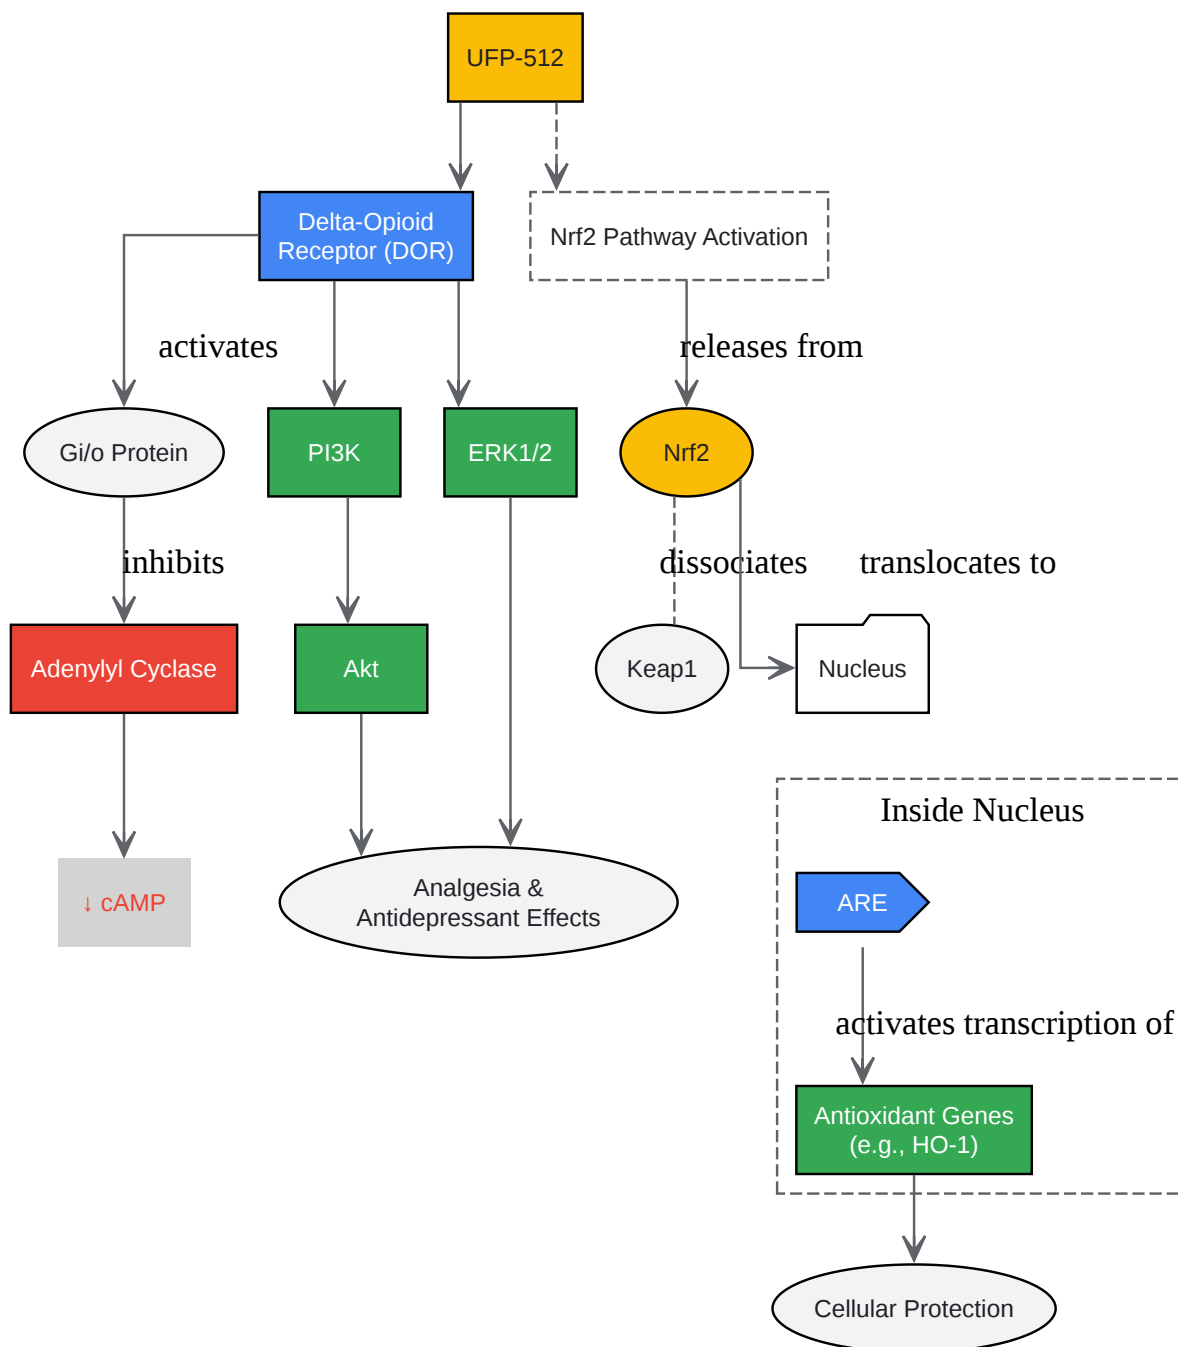 UFP-512
Delta-Opioid
Receptor (DOR)
Nrf2 Pathway Activation
activates
releases from
Gi/o Protein
PI3K
ERK1/2
Nrf2
inhibits
dissociates
translocates to
Adenylyl Cyclase
Akt
Keap1
Nucleus
Inside Nucleus
↓ cAMP
Analgesia &
Antidepressant Effects
ARE
activates transcription of
Antioxidant Genes
(e.g., HO-1)
Cellular Protection